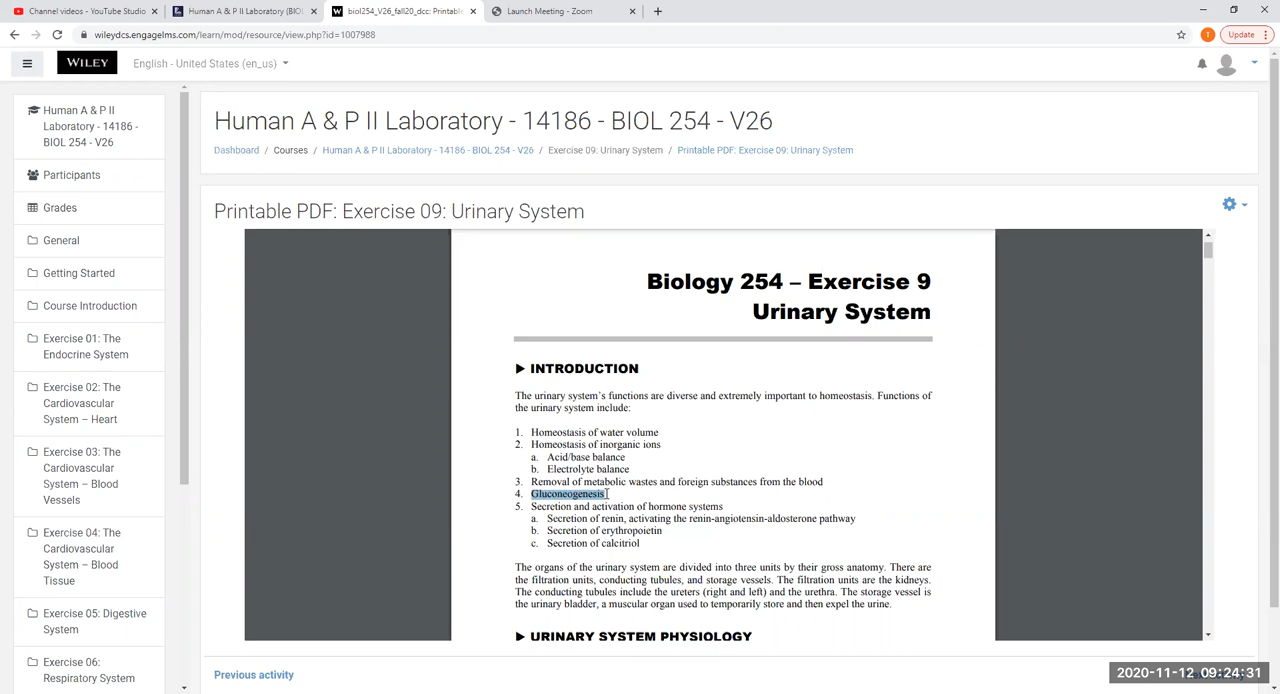 Channel videos - YouTube Studio
Human A & P II Laboratory (BIOL
biol254_V26_fall20_dcc: Printable
Launch Meeting - Zoom
wileydcs.engagelms.com/learn/mod/resource/view.php?id=1007988
T
Update
WILEY
English - United States (en_us)
Human A & P II
Laboratory - 14186 -
BIOL 254 - V26
Participants
Grades
General
Getting Started
Course Introduction
Exercise 01: The
Endocrine System
Exercise 02: The
Cardiovascular
System – Heart
Exercise 03: The
Cardiovascular
System – Blood
Vessels
Exercise 04: The
Cardiovascular
System – Blood
Tissue
Exercise 05: Digestive
System
Exercise 06:
Respiratory System
Human A & P II Laboratory - 14186 - BIOL 254 - V26
Dashboard / Courses / Human A & P II Laboratory - 14186 - BIOL 254 - V26 / Exercise 09: Urinary System / Printable PDF: Exercise 09: Urinary System
Printable PDF: Exercise 09: Urinary System
Biology 254 – Exercise 9
Urinary System
INTRODUCTION
The urinary system's functions are diverse and extremely important to homeostasis. Functions of
the urinary system include:
1. Homeostasis of water volume
2. Homeostasis of inorganic ions
a. Acid/base balance
b. Electrolyte balance
3. Removal of metabolic wastes and foreign substances from the blood
4. Gluconeogenesis
5. Secretion and activation of hormone systems
a. Secretion of renin, activating the renin-angiotensin-aldosterone pathway
b. Secretion of erythropoietin
c. Secretion of calcitriol
The organs of the urinary system are divided into three units by their gross anatomy. There are
the filtration units, conducting tubules, and storage vessels. The filtration units are the kidneys.
The conducting tubules include the ureters (right and left) and the urethra. The storage vessel is
the urinary bladder, a muscular organ used to temporarily store and then expel the urine.
URINARY SYSTEM PHYSIOLOGY
Previous activity
2020-11-12 09:24:31